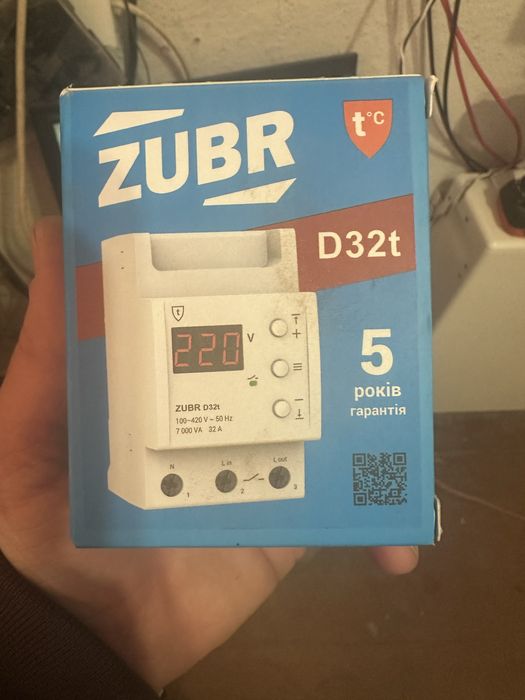 ZUBR
t°C
D32t
t
220 V
+
ZUBR D32t
100–420 V ~ 50 Hz
7 000 VA 32 A
N L in L out
1 2 3
5
років
гарантія